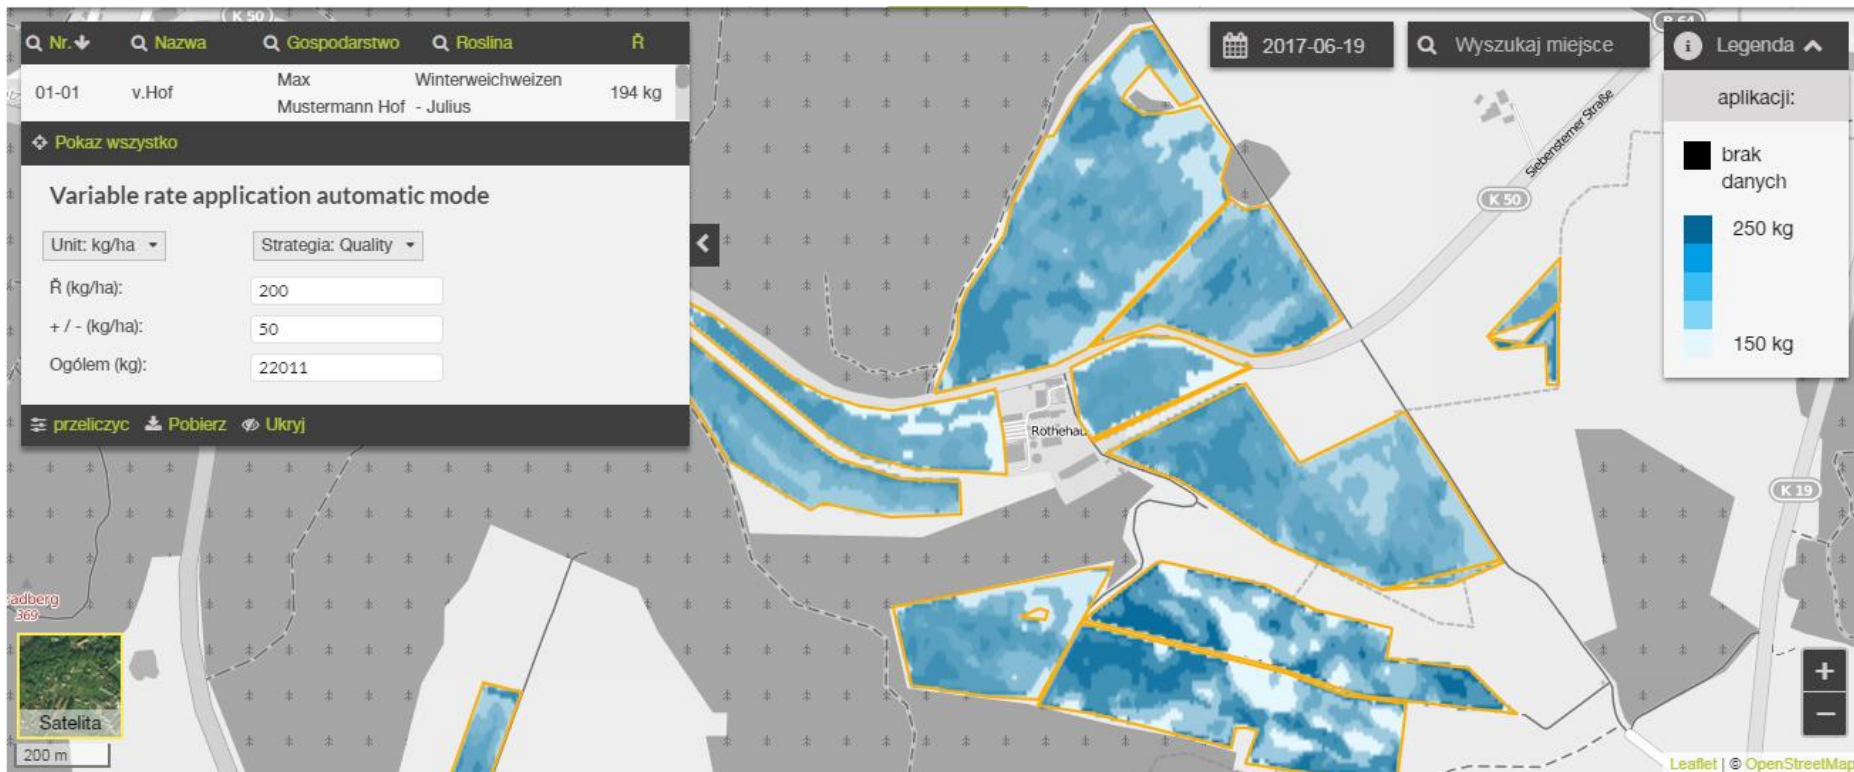 K 50
Nr. Nazwa Gospodarstwo Roslina Ř
01-01 v.Hof Max Mustermann Hof Winterweichweizen - Julius 194 kg
Pokaz wszystko
Variable rate application automatic mode
Unit: kg/ha Strategia: Quality
Ř (kg/ha): 200
+ / - (kg/ha): 50
Ogólem (kg): 22011
przeliczyc Pobierz Ukryj
2017-06-19
Wyszukaj miejsce
Legenda
aplikacji:
brak
danych
250 kg
150 kg
Siebensterner Straße
K 50
Rothehau
K 19
adberg
369
Satelita
200 m
+
−
Leaflet | © OpenStreetMap